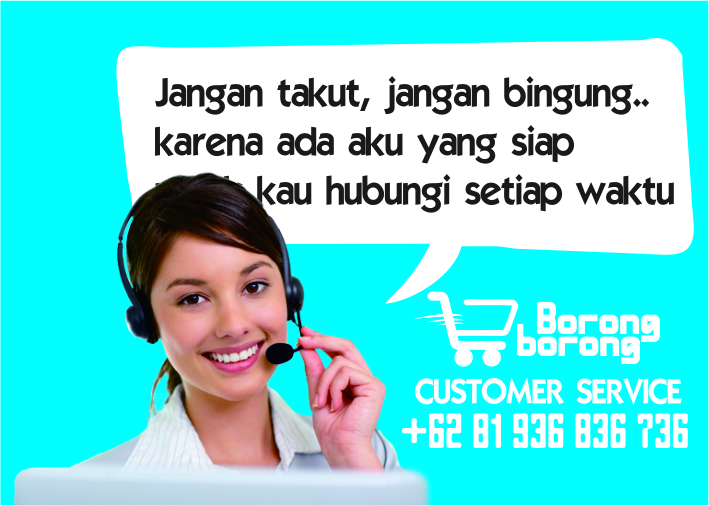 Jangan takut, jangan bingung..
karena ada aku yang siap
kau hubungi setiap waktu
Borong
borong
CUSTOMER SERVICE
+62 81 936 836 736